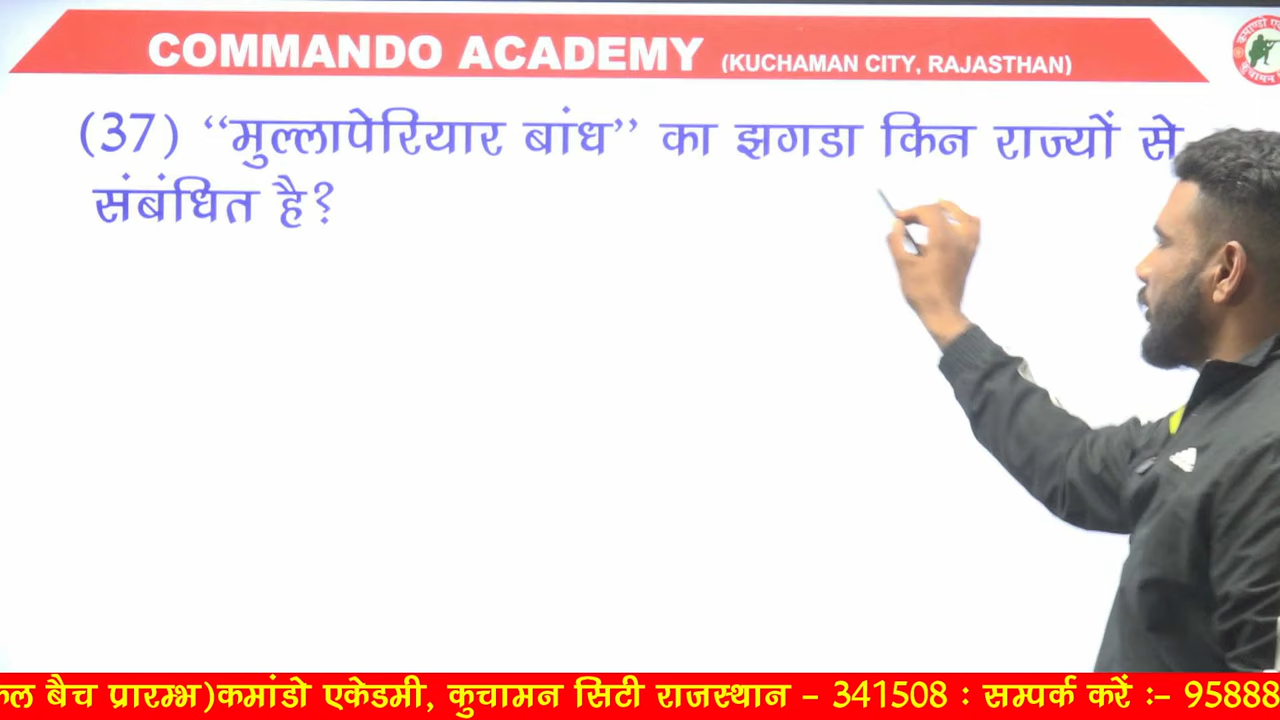 COMMANDO ACADEMY (KUCHAMAN CITY, RAJASTHAN)
(37) “मुल्लापेरियार बांध” का झगडा किन राज्यों से
संबंधित है?
बैच प्रारम्भ)कमांडो एकेडमी, कुचामन सिटी राजस्थान - 341508 : सम्पर्क करें :- 95888